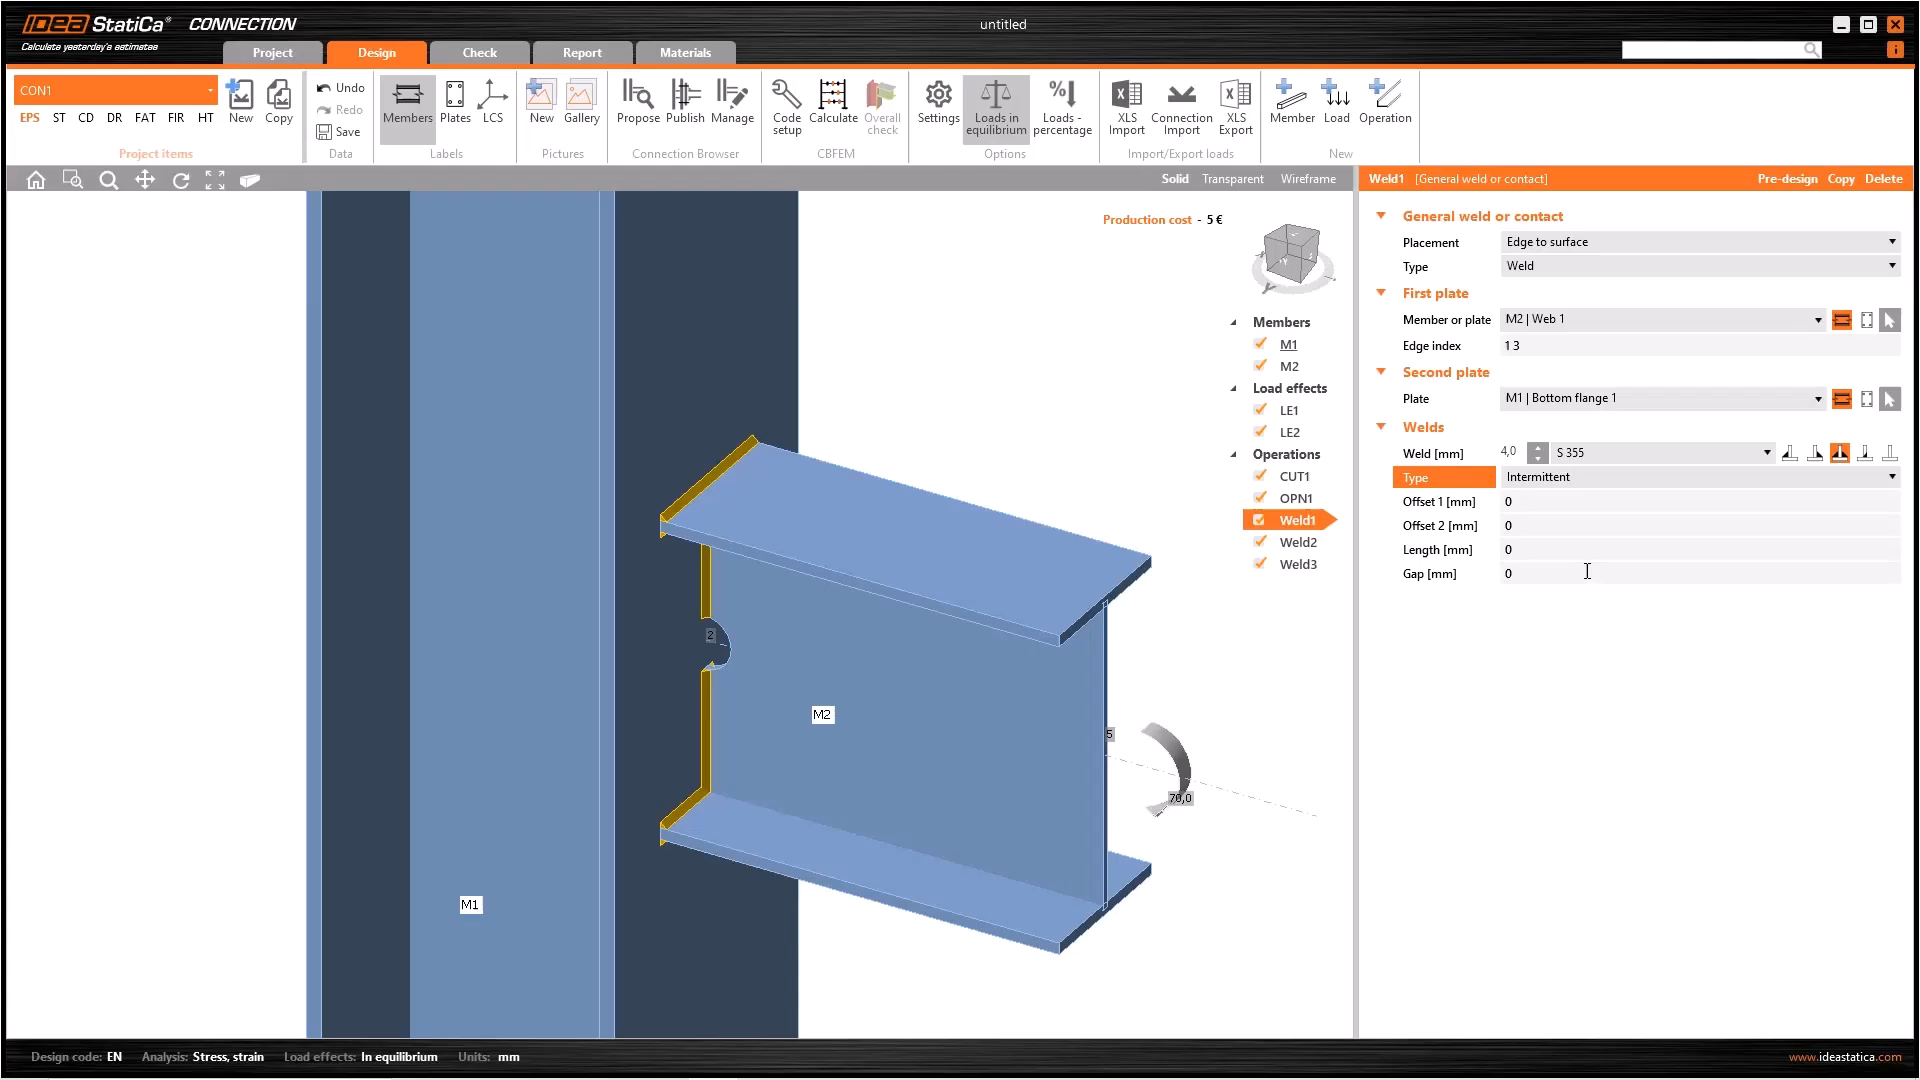 IDEA StatiCa® CONNECTION
Calculate yesterday's estimates
untitled
Project Design Check Report Materials
CON1
EPS ST CD DR FAT FIR HT
New Copy
Project items
Undo
Redo
Save
Data
Members Plates LCS
Labels
New Gallery
Pictures
Propose Publish Manage
Connection Browser
Code setup Calculate Overall check
CBFEM
Settings Loads in equilibrium Loads - percentage
Options
XLS Import Connection Import XLS Export
Import/Export loads
Member Load Operation
New
Solid Transparent Wireframe
Production cost - 5 €
Members
M1
M2
Load effects
LE1
LE2
Operations
CUT1
OPN1
Weld1
Weld2
Weld3
2
M2
5
70,0
M1
Weld1 [General weld or contact] Pre-design Copy Delete
General weld or contact
Placement Edge to surface
Type Weld
First plate
Member or plate M2 | Web 1
Edge index 1 3
Second plate
Plate M1 | Bottom flange 1
Welds
Weld [mm] 4,0 S 355
Type Intermittent
Offset 1 [mm] 0
Offset 2 [mm] 0
Length [mm] 0
Gap [mm] 0
Design code: EN Analysis: Stress, strain Load effects: In equilibrium Units: mm
www.ideastatica.com